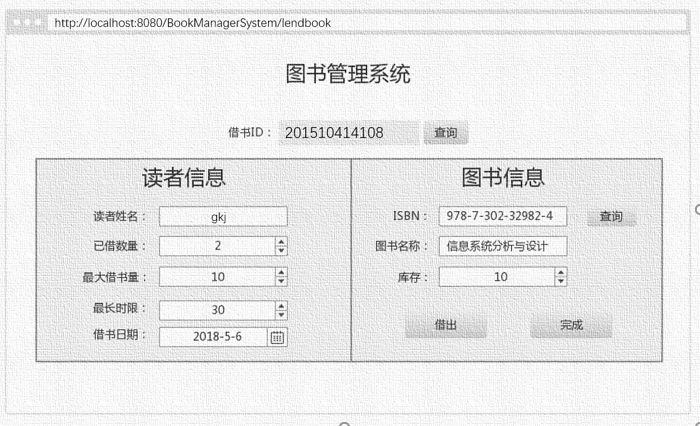 http://localhost:8080/BookManagerSystem/lendbook
图书管理系统
借书ID： 201510414108 查询
读者信息
读者姓名： gkj
已借数量： 2
最大借书量： 10
最长时限： 30
借书日期： 2018-5-6
图书信息
ISBN： 978-7-302-32982-4 查询
图书名称： 信息系统分析与设计
库存： 10
借出 完成